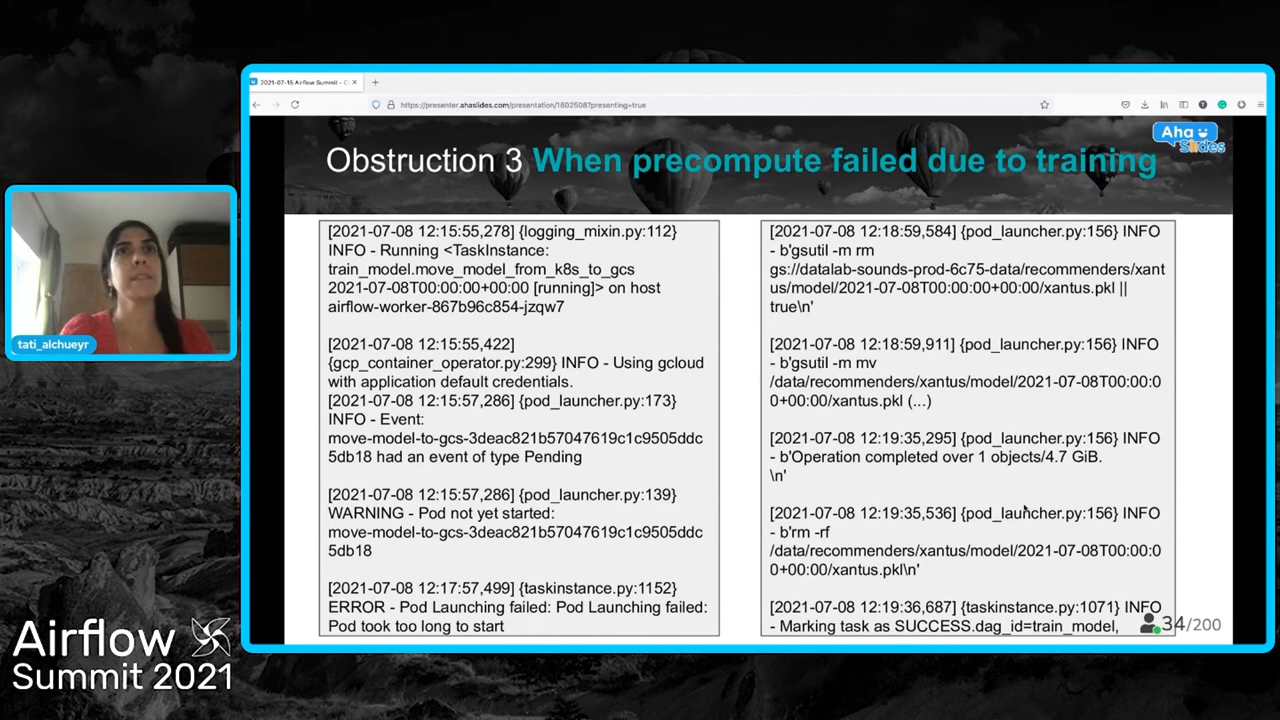 2021-07-15 Airflow Summit - C
https://presenter.ahaslides.com/presentation/1802508?presenting=true
Obstruction 3 When precompute failed due to training
Aha
Slides
[2021-07-08 12:15:55,278] {logging_mixin.py:112}
INFO - Running <TaskInstance:
train_model.move_model_from_k8s_to_gcs
2021-07-08T00:00:00+00:00 [running]> on host
airflow-worker-867b96c854-jzqw7
[2021-07-08 12:15:55,422]
{gcp_container_operator.py:299} INFO - Using gcloud
with application default credentials.
[2021-07-08 12:15:57,286] {pod_launcher.py:173}
INFO - Event:
move-model-to-gcs-3deac821b57047619c1c9505ddc
5db18 had an event of type Pending
[2021-07-08 12:15:57,286] {pod_launcher.py:139}
WARNING - Pod not yet started:
move-model-to-gcs-3deac821b57047619c1c9505ddc
5db18
[2021-07-08 12:17:57,499] {taskinstance.py:1152}
ERROR - Pod Launching failed: Pod Launching failed:
Pod took too long to start
[2021-07-08 12:18:59,584] {pod_launcher.py:156} INFO
- b'gsutil -m rm
gs://datalab-sounds-prod-6c75-data/recommenders/xant
us/model/2021-07-08T00:00:00+00:00/xantus.pkl ||
true\n'
[2021-07-08 12:18:59,911] {pod_launcher.py:156} INFO
- b'gsutil -m mv
/data/recommenders/xantus/model/2021-07-08T00:00:0
0+00:00/xantus.pkl (...)
[2021-07-08 12:19:35,295] {pod_launcher.py:156} INFO
- b'Operation completed over 1 objects/4.7 GiB.
\n'
[2021-07-08 12:19:35,536] {pod_launcher.py:156} INFO
- b'rm -rf
/data/recommenders/xantus/model/2021-07-08T00:00:0
0+00:00/xantus.pkl\n'
[2021-07-08 12:19:36,687] {taskinstance.py:1071} INFO
- Marking task as SUCCESS.dag_id=train_model,
34/200
tati_alchueyr
Airflow
Summit 2021